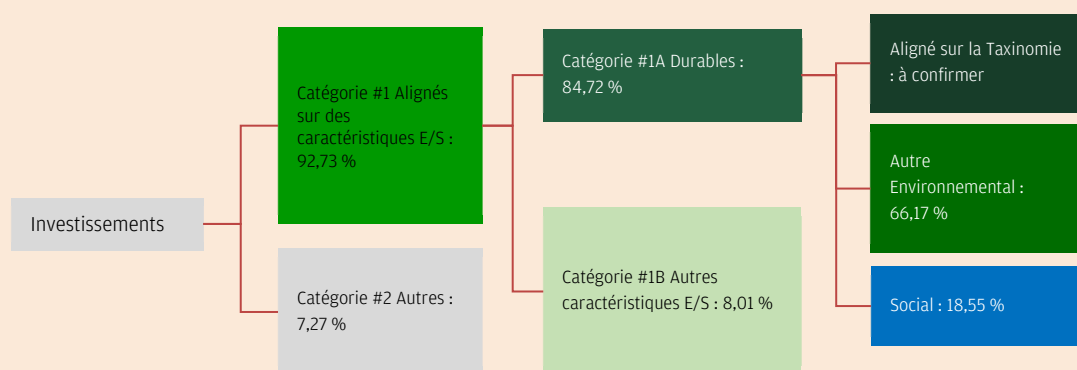 Investissements
Catégorie #1 Alignés
sur des
caractéristiques E/S :
92,73 %
Catégorie #2 Autres :
7,27 %
Catégorie #1A Durables :
84,72 %
Catégorie #1B Autres
caractéristiques E/S : 8,01 %
Aligné sur la Taxinomie
: à confirmer
Autre
Environnemental :
66,17 %
Social : 18,55 %